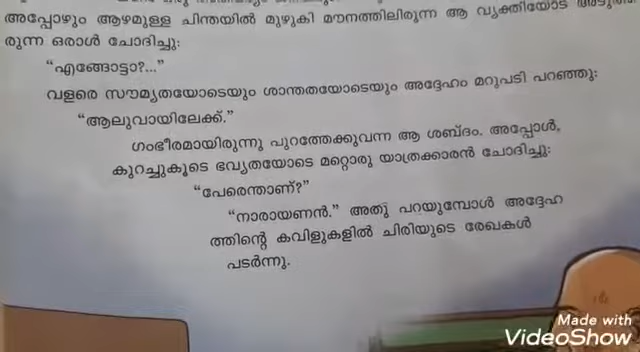 അപ്പോഴും ആഴമുള്ള ചിന്തയിൽ മുഴുകി മൗനത്തിലിരുന്ന ആ വ്യക്തിയോട്
രുന്ന ഒരാൾ ചോദിച്ചു:
“എങ്ങോട്ടാ?...”
വളരെ സൗമ്യതയോടെയും ശാന്തതയോടെയും അദ്ദേഹം മറുപടി പറഞ്ഞു:
“ആലുവായിലേക്ക്.”
ഗംഭീരമായിരുന്നു പുറത്തേക്കുവന്ന ആ ശബ്ദം. അപ്പോൾ,
കുറച്ചുകൂടെ ഭവ്യതയോടെ മറ്റൊരു യാത്രക്കാരൻ ചോദിച്ചു:
“പേരെന്താണ്?”
“നാരായണൻ.” അതു പറയുമ്പോൾ അദ്ദേഹ
ത്തിന്റെ കവിളുകളിൽ ചിരിയുടെ രേഖകൾ
പടർന്നു.
Made with
VideoShow